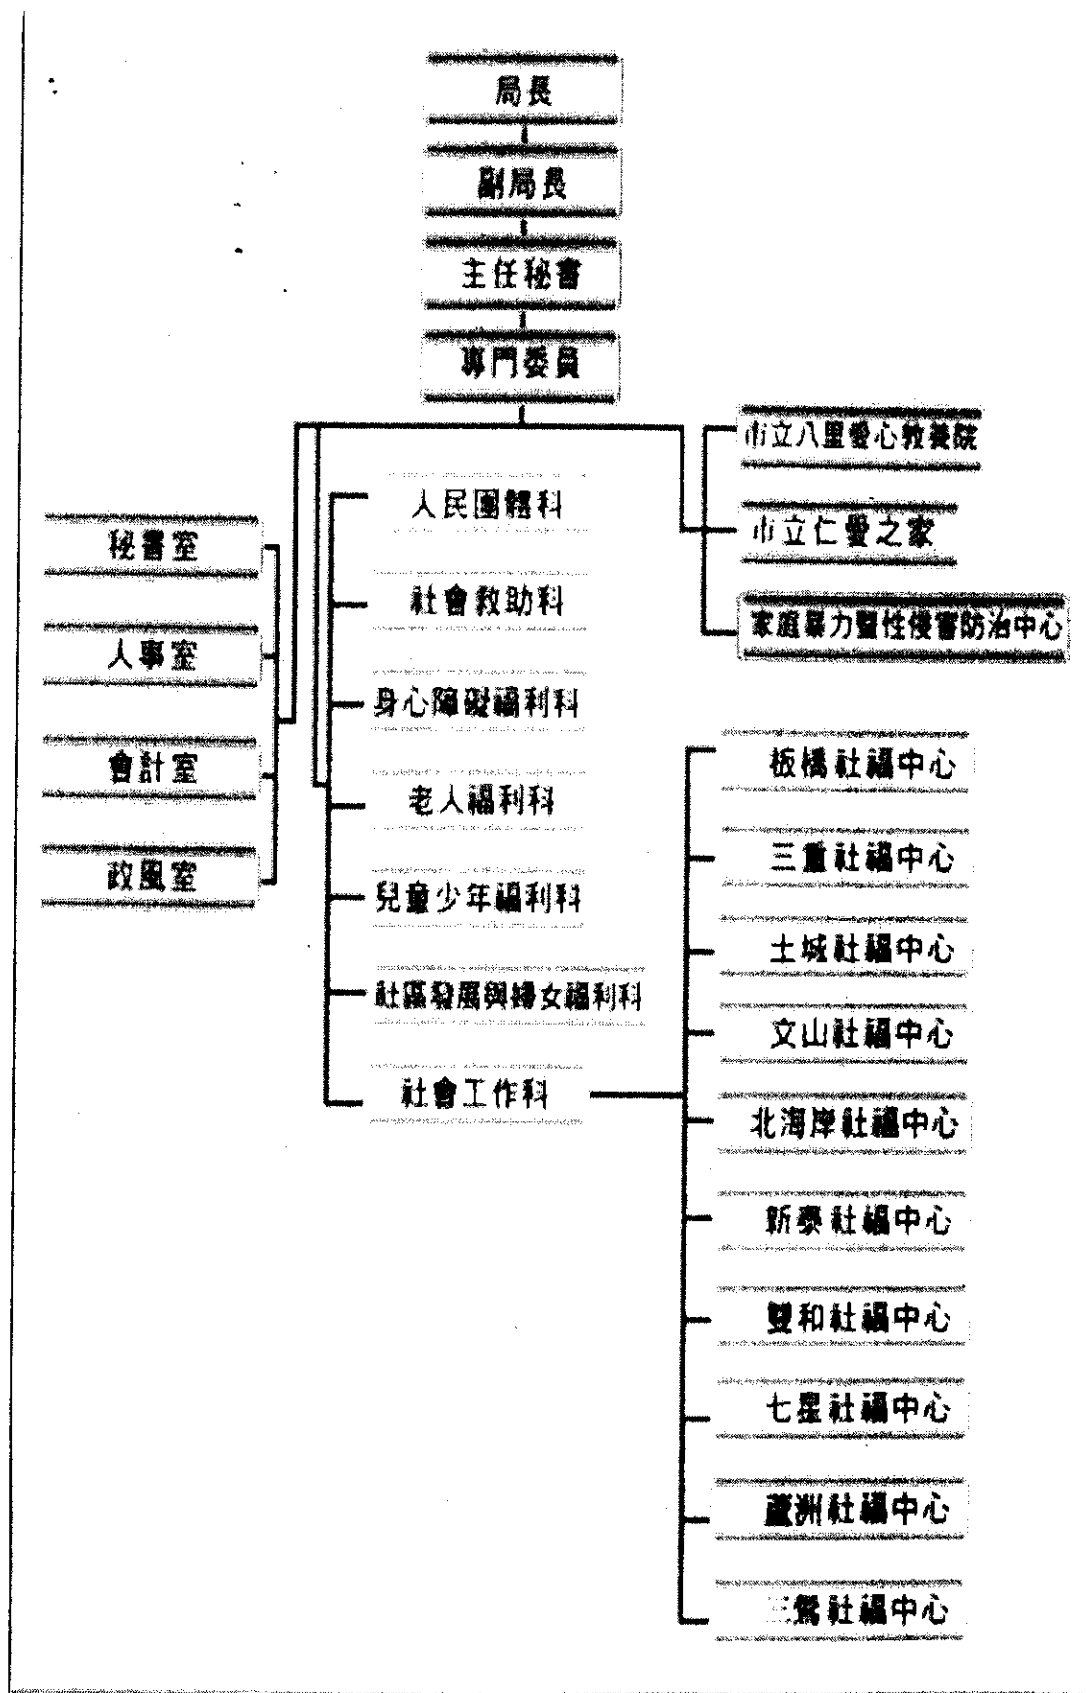 局長
副局長
主任秘書
專門委員
秘書室
人事室
會計室
政風室
人民團體科
社會救助科
身心障礙福利科
老人福利科
兒童少年福利科
社區發展與婦女福利科
社會工作科
市立八里愛心教養院
市立仁愛之家
家庭暴力暨性侵害防治中心
板橋社福中心
三重社福中心
土城社福中心
文山社福中心
北海岸社福中心
新泰社福中心
雙和社福中心
七星社福中心
蘆洲社福中心
三鶯社福中心